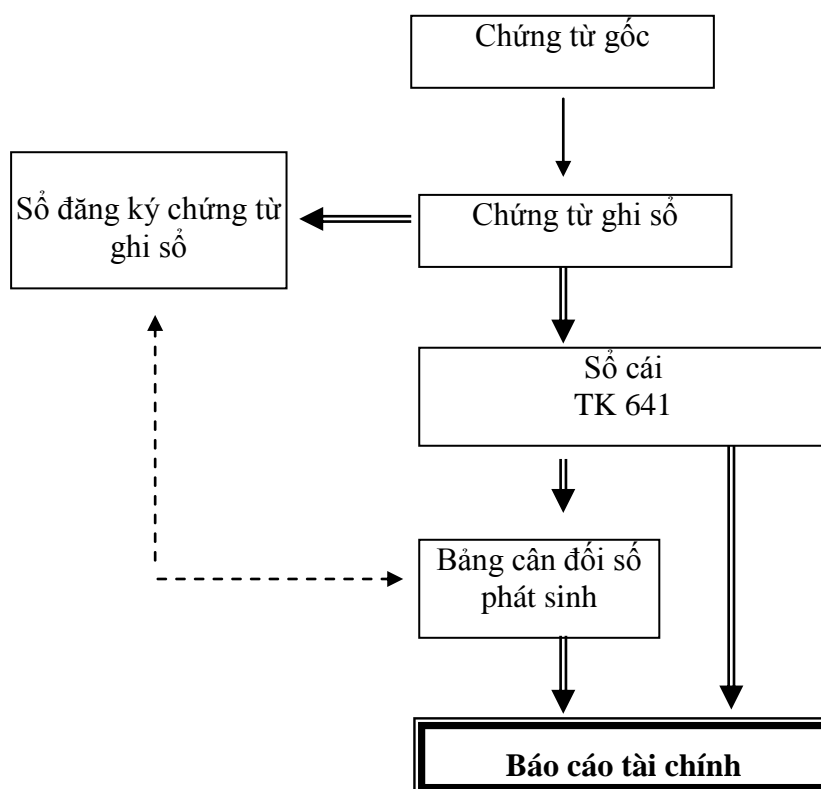 Chứng từ gốc
Sổ đăng ký chứng từ
ghi sổ
Chứng từ ghi sổ
Sổ cái
TK 641
Bảng cân đối số
phát sinh
Báo cáo tài chính